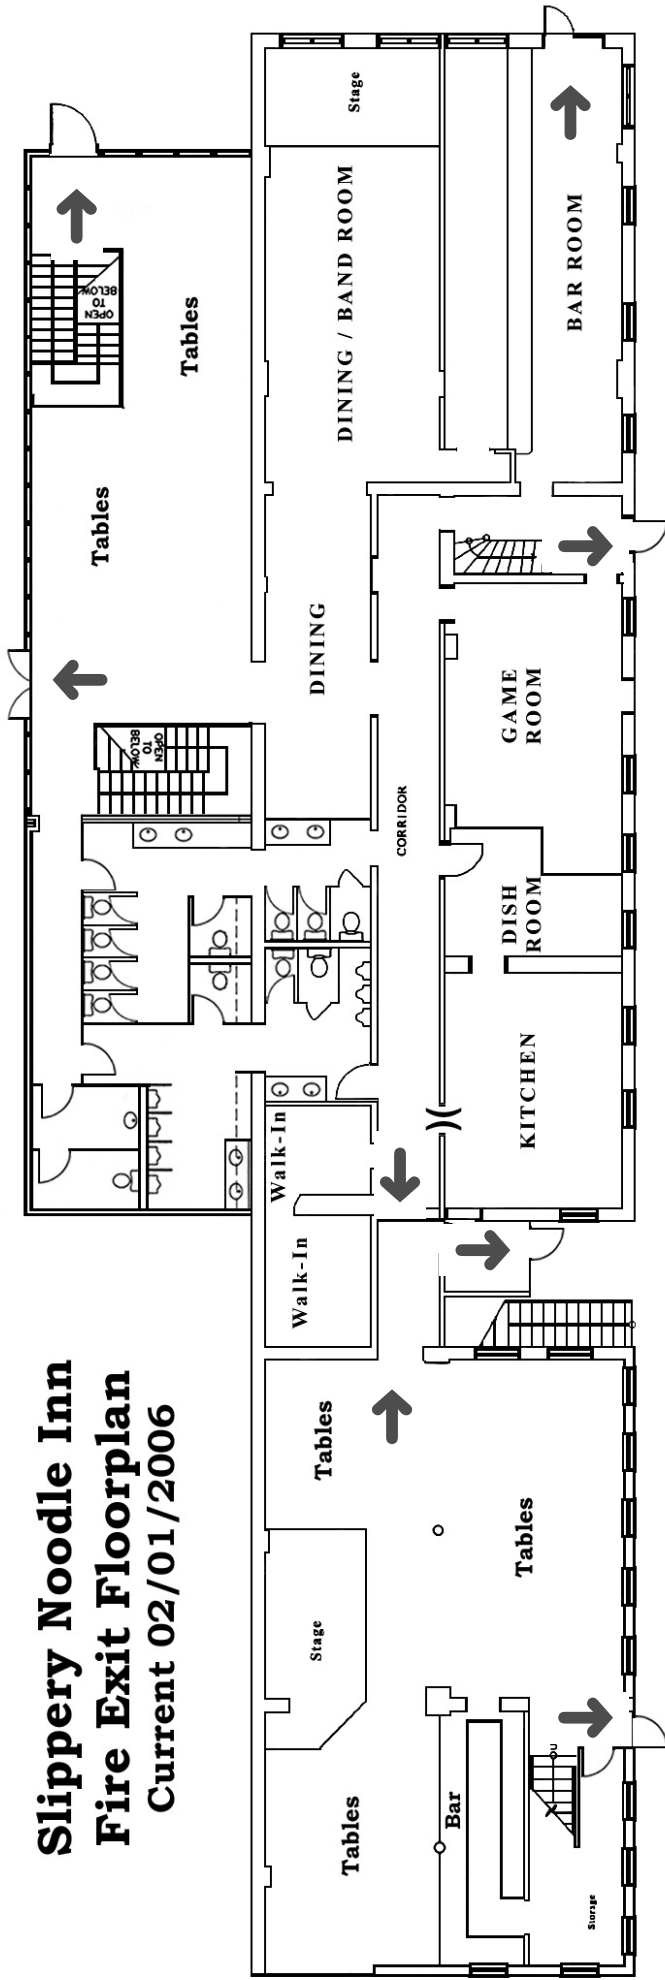 Slippery Noodle Inn
Fire Exit Floorplan
Current 02/01/2006
Stage
DINING / BAND ROOM
BAR ROOM
OPEN
TO
BELOW
Tables
Tables
DINING
GAME
ROOM
OPEN
TO
BELOW
CORRIDOR
DISH
ROOM
KITCHEN
Walk-In
Walk-In
Tables
Tables
Stage
Tables
Bar
Storage